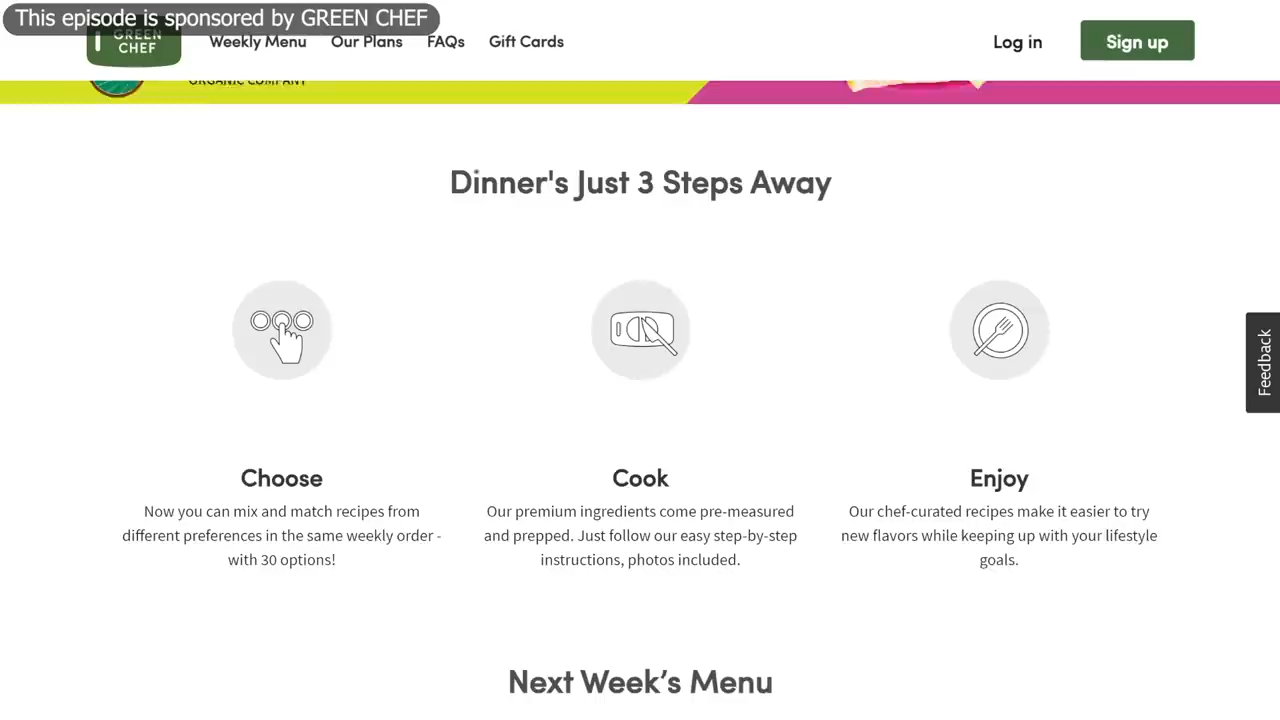 This episode is sponsored by GREEN CHEF
GREEN
CHEF
Weekly Menu Our Plans FAQs Gift Cards
Log in
Sign up
ORGANIC COMPANY
Dinner's Just 3 Steps Away
Feedback
Choose
Now you can mix and match recipes from
different preferences in the same weekly order -
with 30 options!
Cook
Our premium ingredients come pre-measured
and prepped. Just follow our easy step-by-step
instructions, photos included.
Enjoy
Our chef-curated recipes make it easier to try
new flavors while keeping up with your lifestyle
goals.
Next Week’s Menu